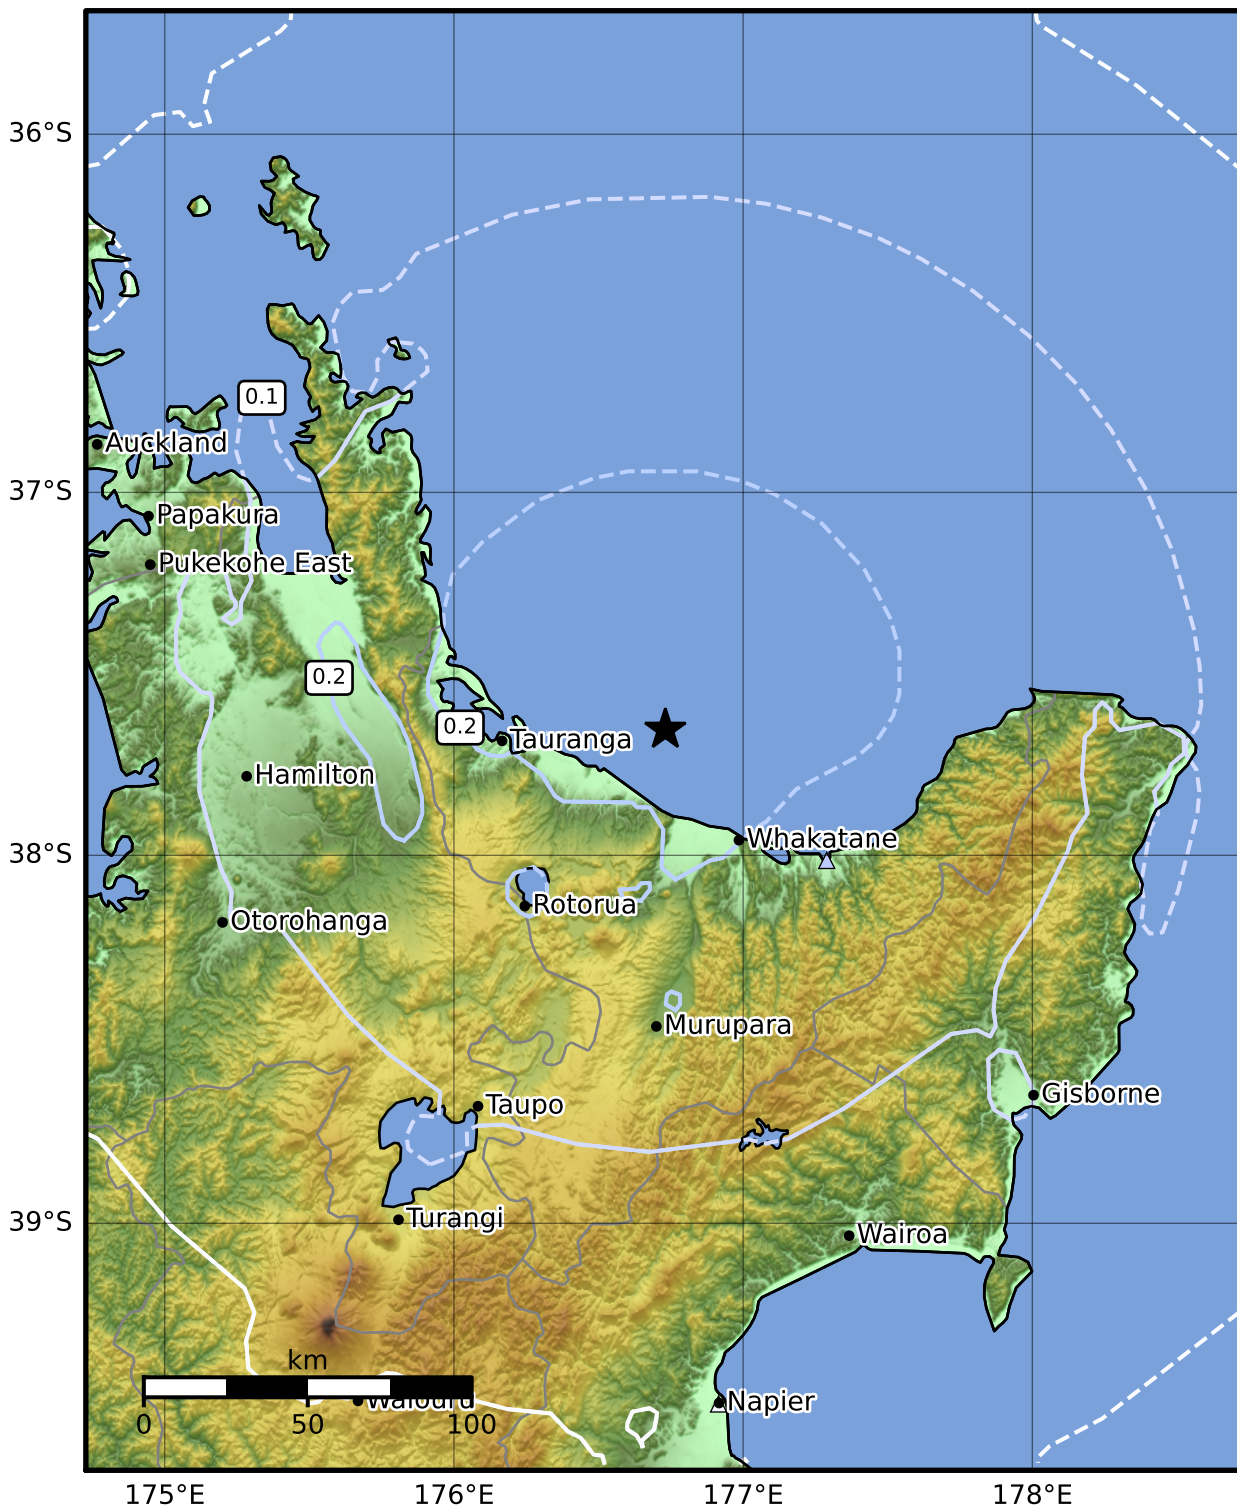 36°S
0.1
Auckland
37°S
Papakura
Pukekohe East
0.2
0.2
Tauranga
Hamilton
38°S
Whakatane
Rotorua
Otorohanga
Murupara
Gisborne
Taupo
39°S
Turangi
Wairoa
km
Waiouru
Napier
0 50 100
175°E 176°E 177°E 178°E